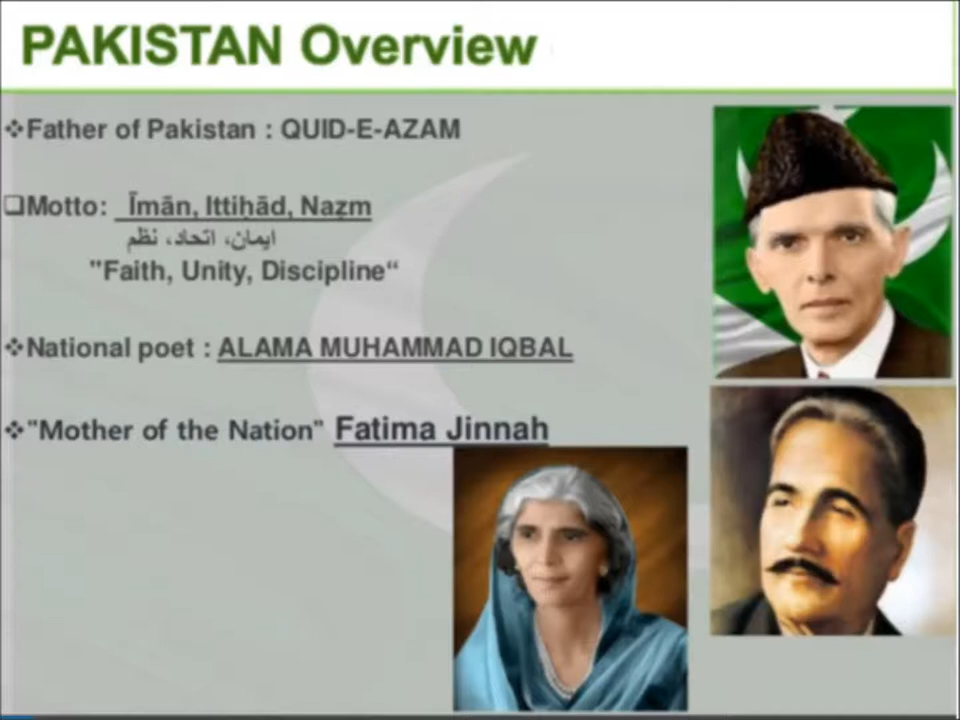 PAKISTAN Overview
❖Father of Pakistan : QUID-E-AZAM
❑Motto: Īmān, Ittiḥād, Naẓm
ایمان، اتحاد، نظم
"Faith, Unity, Discipline“
❖National poet : ALAMA MUHAMMAD IQBAL
❖"Mother of the Nation" Fatima Jinnah